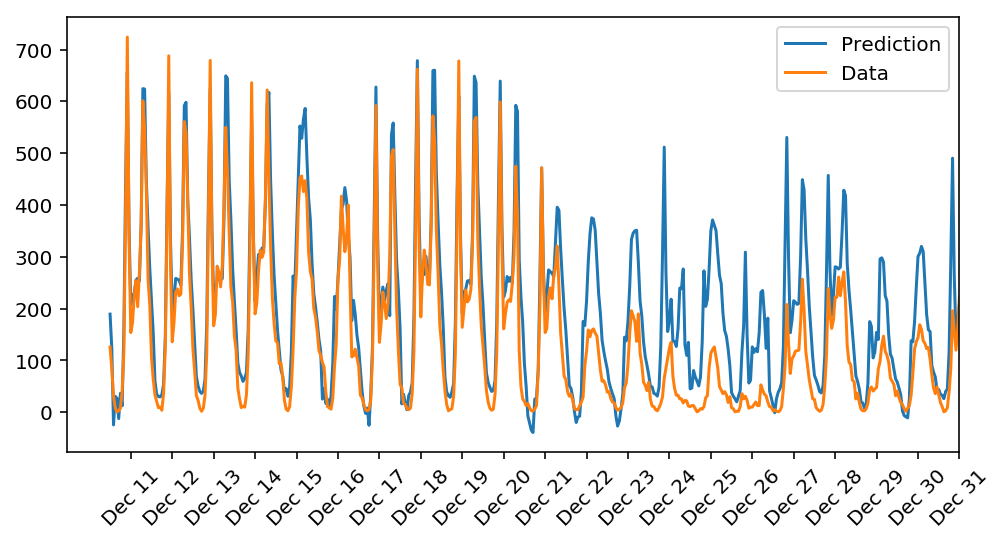 700
600
500
400
300
200
100
0
Prediction
Data
Dec 11
Dec 12
Dec 13
Dec 14
Dec 15
Dec 16
Dec 17
Dec 18
Dec 19
Dec 20
Dec 21
Dec 22
Dec 23
Dec 24
Dec 25
Dec 26
Dec 27
Dec 28
Dec 29
Dec 30
Dec 31